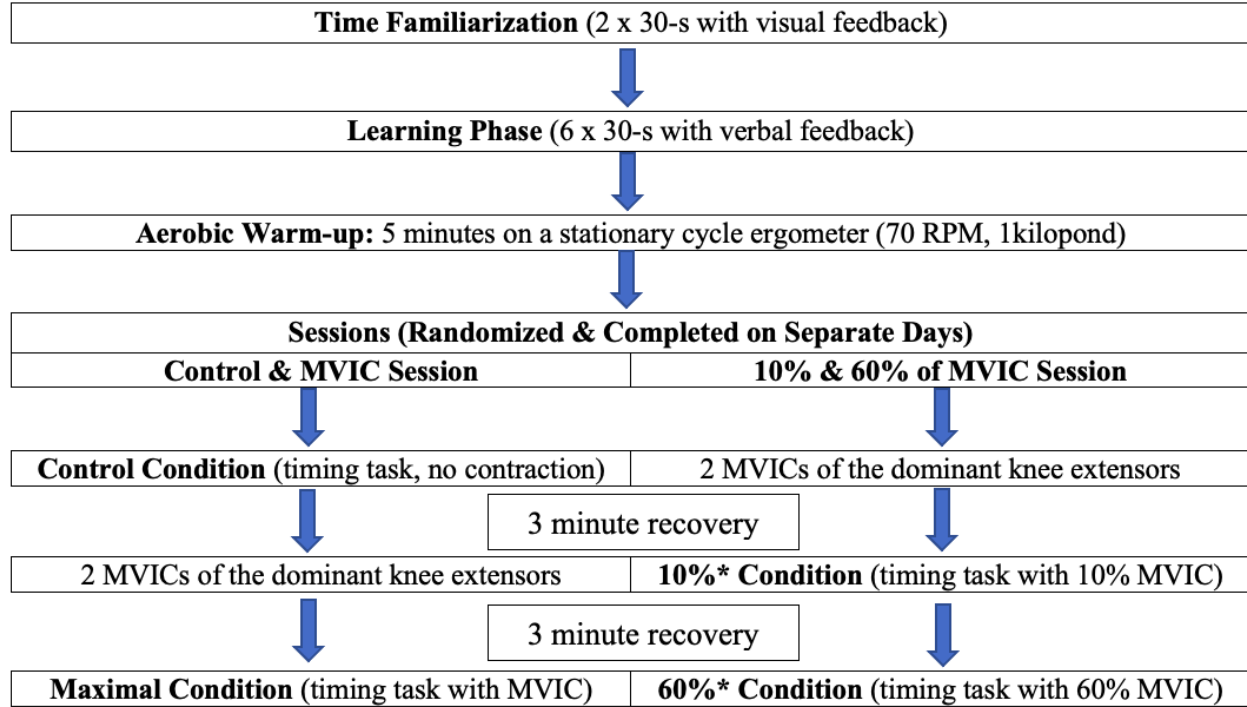 Time Familiarization (2 x 30-s with visual feedback)
Learning Phase (6 x 30-s with verbal feedback)
Aerobic Warm-up: 5 minutes on a stationary cycle ergometer (70 RPM, 1kilopond)
Sessions (Randomized & Completed on Separate Days)
Control & MVIC Session
10% & 60% of MVIC Session
Control Condition (timing task, no contraction)
2 MVICs of the dominant knee extensors
3 minute recovery
2 MVICs of the dominant knee extensors
10%* Condition (timing task with 10% MVIC)
3 minute recovery
Maximal Condition (timing task with MVIC)
60%* Condition (timing task with 60% MVIC)